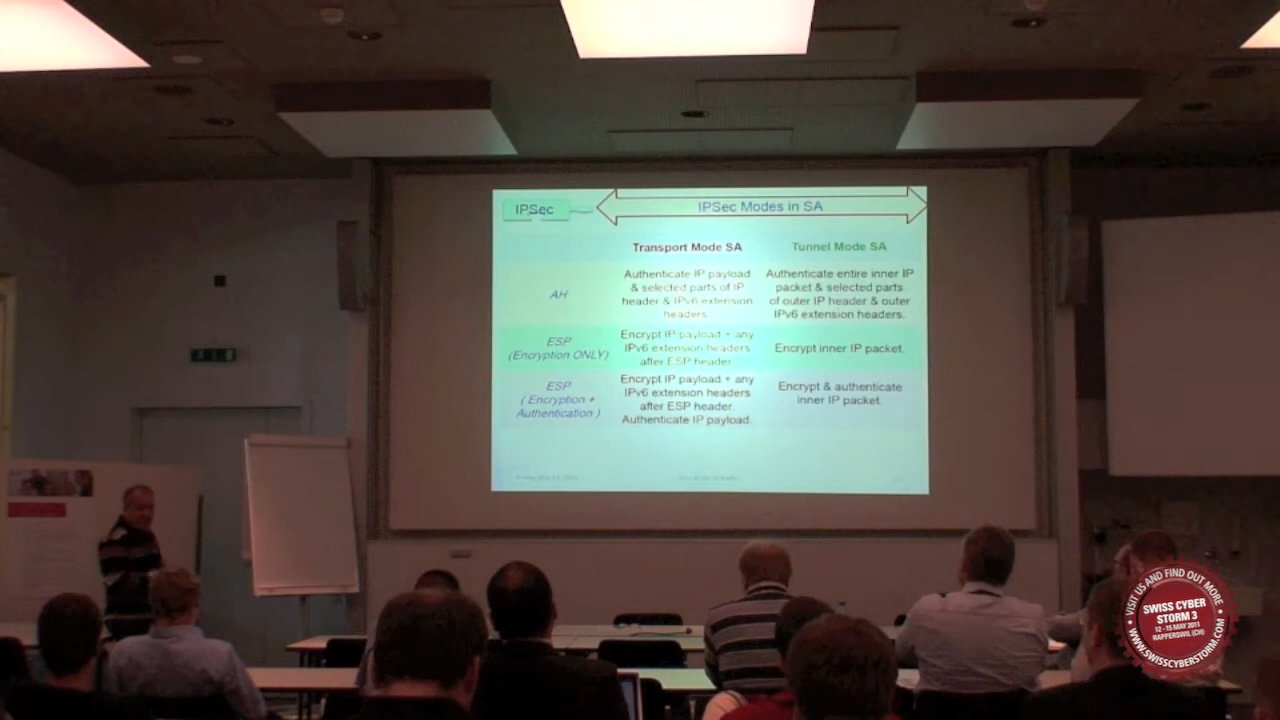 IPSec
IPSec Modes in SA
Transport Mode SA
Tunnel Mode SA
AH
Authenticate IP payload
& selected parts of IP
header & IPv6 extension
headers
Authenticate entire inner IP
packet & selected parts
of outer IP header & outer
IPv6 extension headers.
ESP
(Encryption ONLY)
Encrypt IP payload + any
IPv6 extension headers
after ESP header
Encrypt inner IP packet.
ESP
( Encryption +
Authentication )
Encrypt IP payload + any
IPv6 extension headers
after ESP header.
Authenticate IP payload.
Encrypt & authenticate
inner IP packet.
VISIT US AND FIND OUT MORE
SWISS CYBER
STORM 3
12 - 15 MAY 2011
RAPPERSWIL (CH)
WWW.SWISSCYBERSTORM.COM